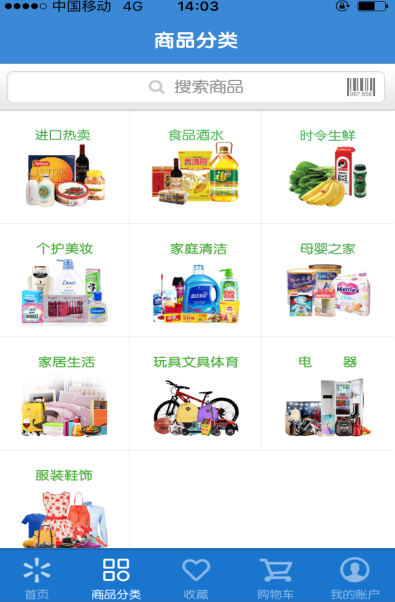 中国移动 4G 14:03
商品分类
搜索商品
进口热卖 食品酒水 时令生鲜
个护美妆 家庭清洁 母婴之家
家居生活 玩具文具体育 电 器
服装鞋饰
首页 商品分类 收藏 购物车 我的账户